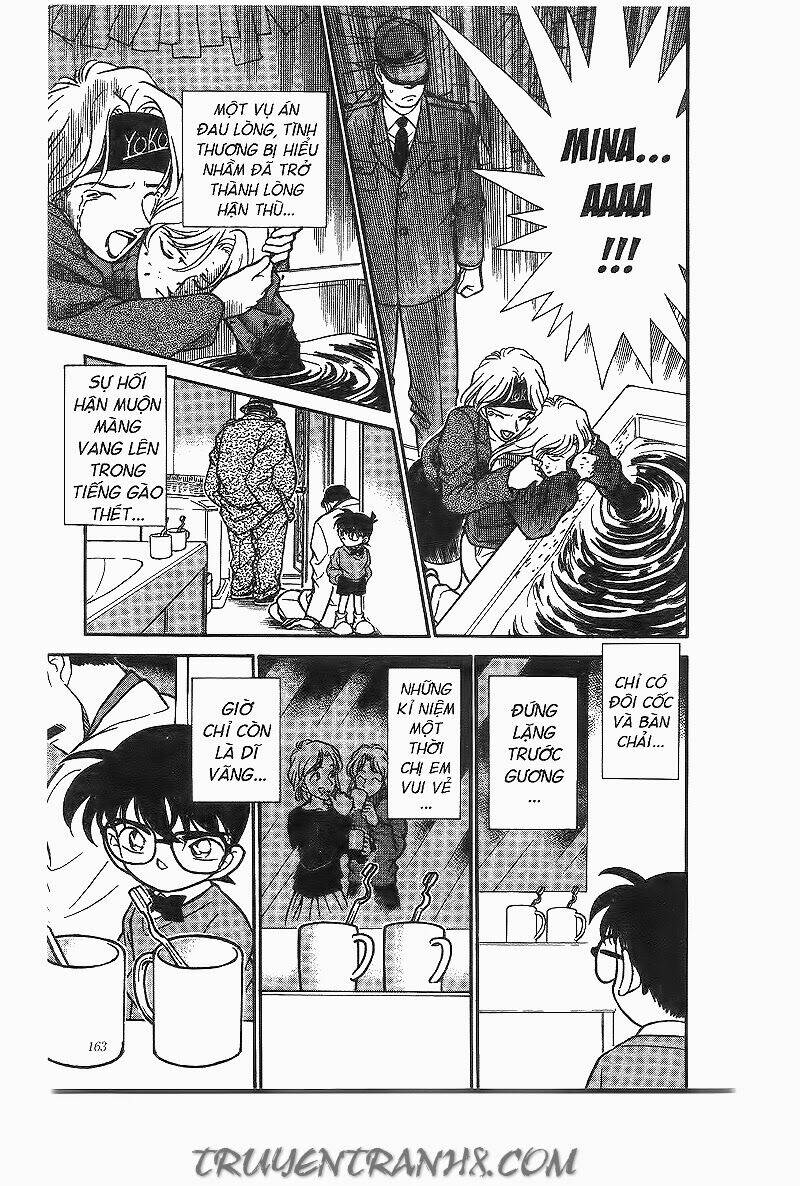 MINA...
AAAA
!!!
YOKO
MỘT VỤ ÁN
ĐAU LÒNG, TÌNH
THƯƠNG BỊ HIỂU
NHẦM ĐÃ TRỞ
THÀNH LÒNG
HẬN THÙ...
SỰ HỐI
HẬN MUỘN
MÀNG
VANG LÊN
TRONG
TIẾNG GÀO
THÉT...
CHỈ CÓ
ĐÔI CỐC
VÀ BÀN
CHẢI...
ĐỨNG
LẶNG TRƯỚC
GƯƠNG
...
NHỮNG
KỈ NIỆM
MỘT
THỜI
CHỊ EM
VUI VẺ
...
GIỜ
CHỈ CÒN
LÀ DĨ
VÃNG...
163
TRUYENTRANH8.COM